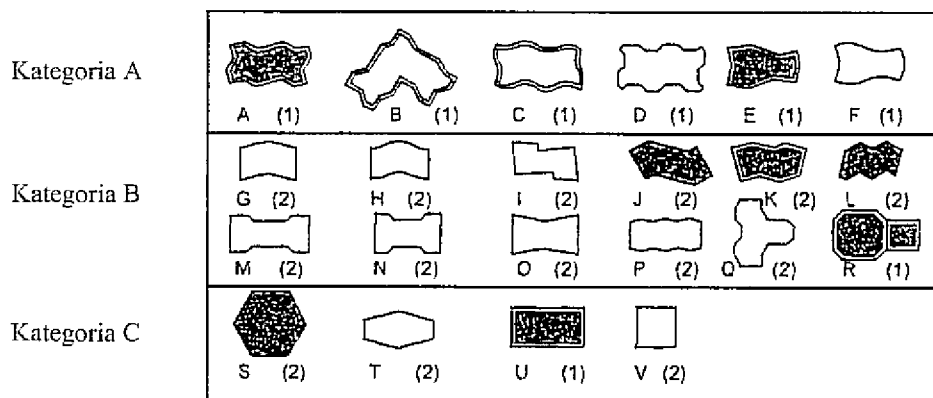 Kategoria A
A (1) B (1) C (1) D (1) E (1) F (1)
Kategoria B
G (2) H (2) I (2) J (2) K (2) L (2)
M (2) N (2) O (2) P (2) Q (2) R (1)
Kategoria C
S (2) T (2) U (1) V (2)